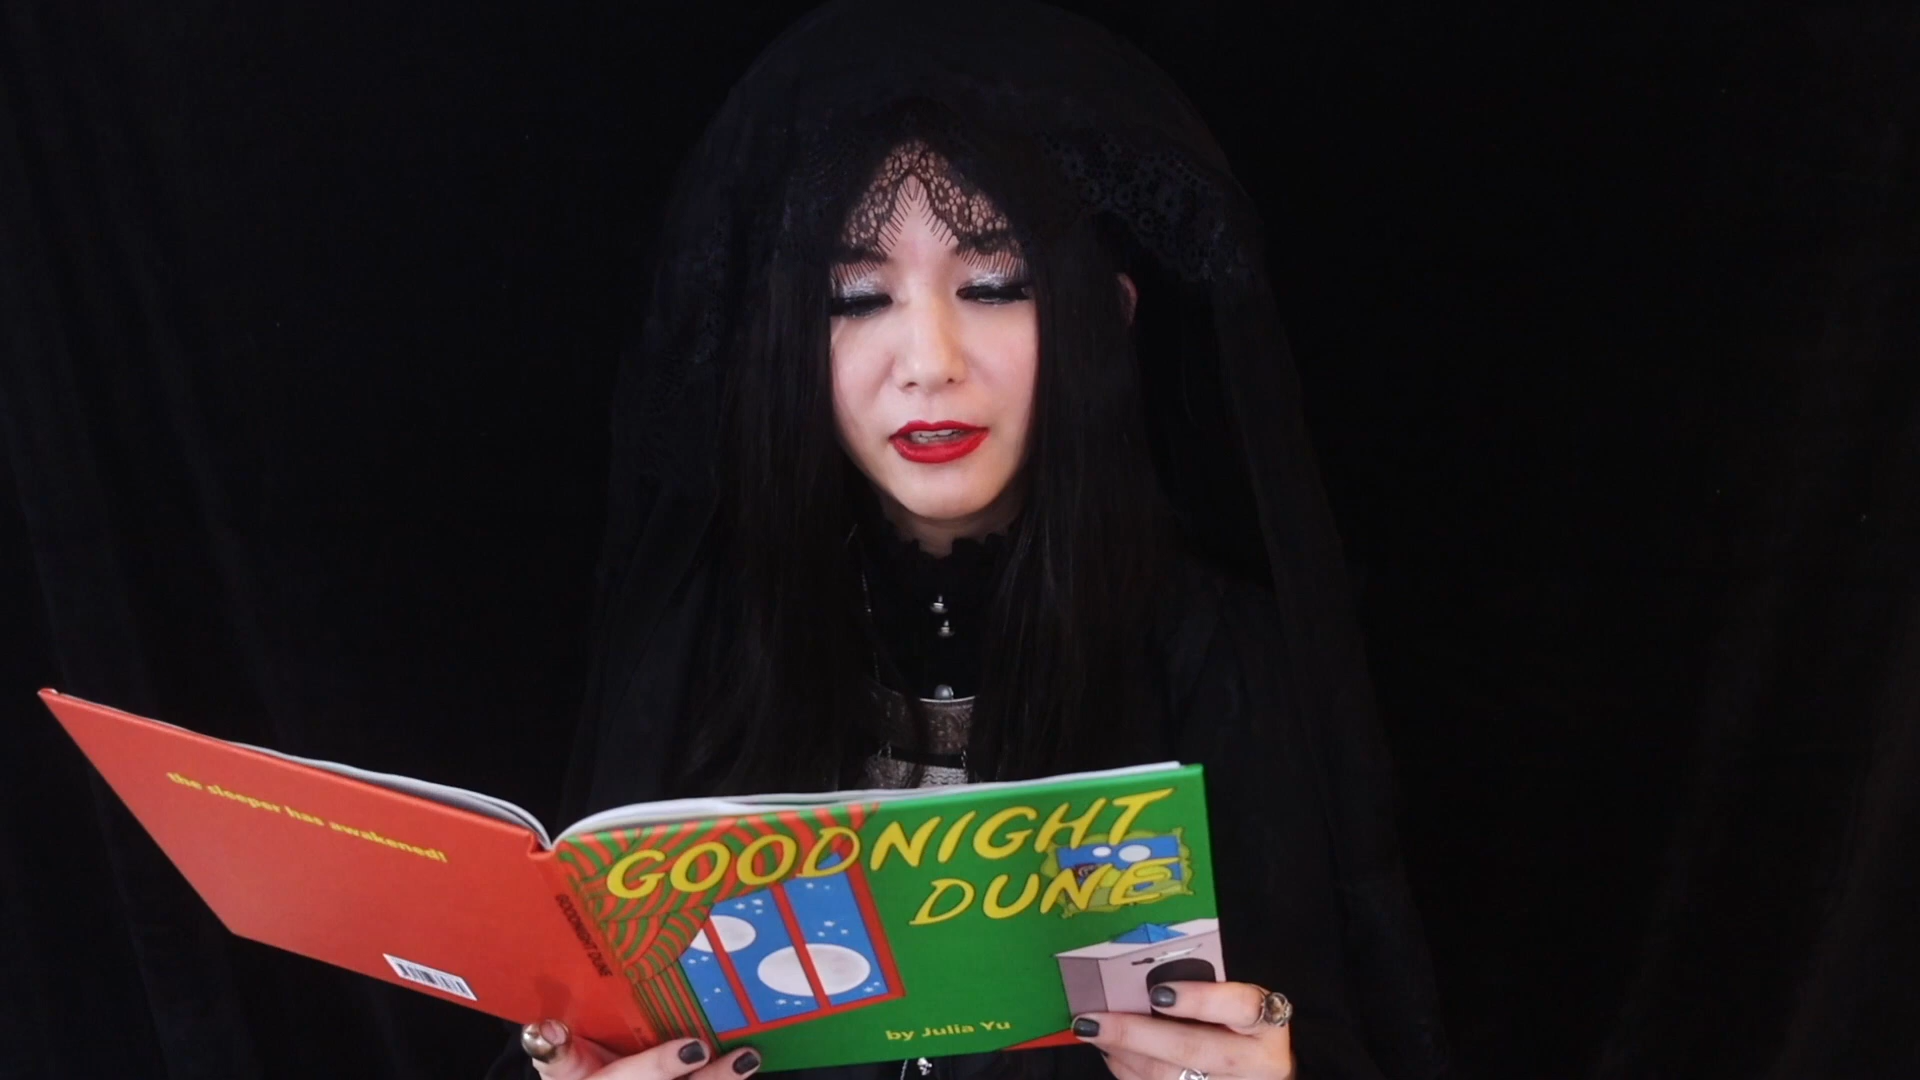 the sleeper has awakened!
GOODNIGHT DUNE
GOODNIGHT
DUNE
by Julia Yu